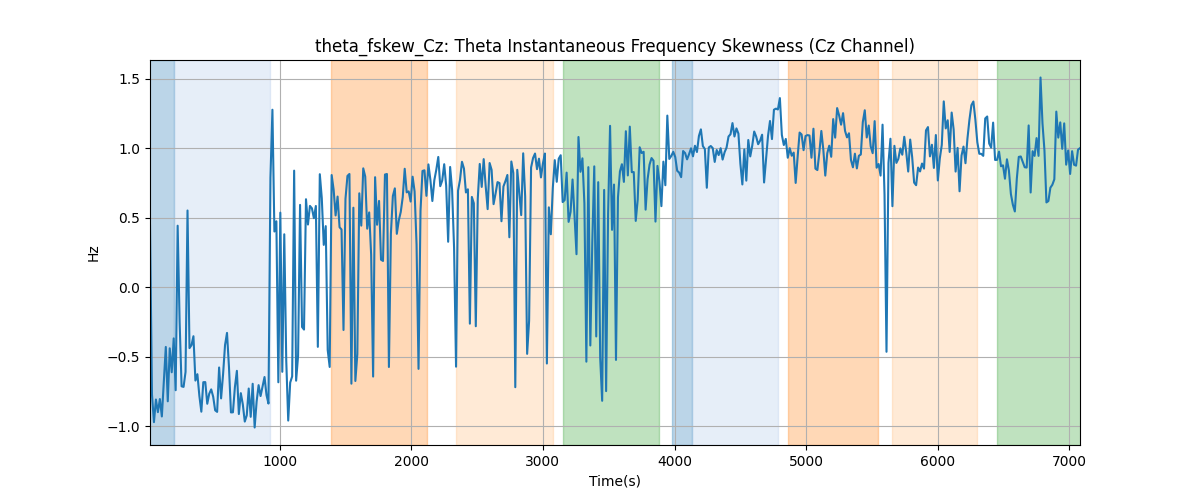 theta_fskew_Cz: Theta Instantaneous Frequency Skewness (Cz Channel)
1.5
1.0
0.5
0.0
−0.5
−1.0
Hz
1000 2000 3000 4000 5000 6000 7000
Time(s)